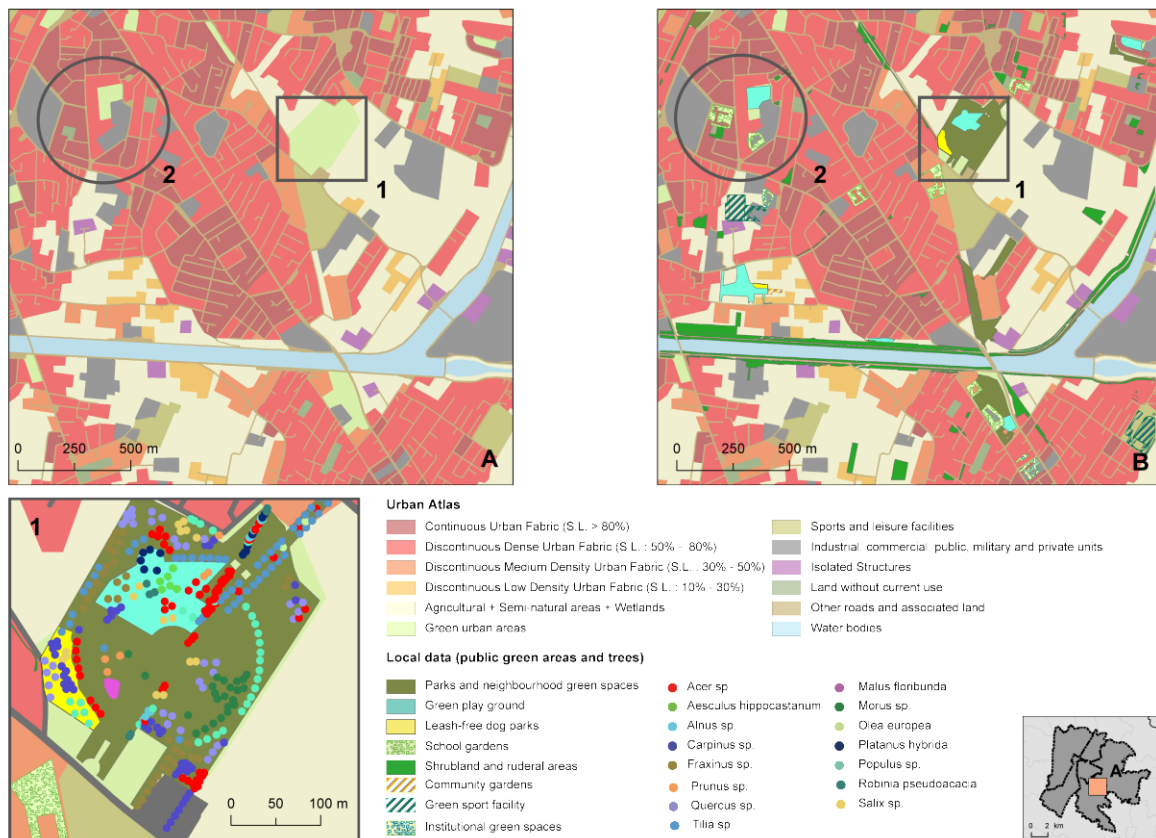 2
1
0 250 500 m
A
2
1
0 250 500 m
B
1
0 50 100 m
Urban Atlas
Continuous Urban Fabric (S.L. > 80%)
Discontinuous Dense Urban Fabric (S.L. : 50% - 80%)
Discontinuous Medium Density Urban Fabric (S.L. . 30% - 50%)
Discontinuous Low Density Urban Fabric (S.L. : 10% - 30%)
Agricultural + Semi-natural areas + Wetlands
Green urban areas
Sports and leisure facilities
Industrial commercial public, military and private units
Isolated Structures
Land without current use
Other roads and associated land
Water bodies
Local data (public green areas and trees)
Parks and neighbourhood green spaces
Green play ground
Leash-free dog parks
School gardens
Shrubland and ruderal areas
Community gardens
Green sport facility
Institutional green spaces
Acer sp
Aesculus hippocastanum
Alnus sp.
Carpinus sp.
Fraxinus sp.
Prunus sp.
Quercus sp.
Tilia sp
Malus floribunda
Morus sp.
Olea europea
Platanus hybrida
Populus sp.
Robinia pseudoacacia
Salix sp.
A
0 2 km